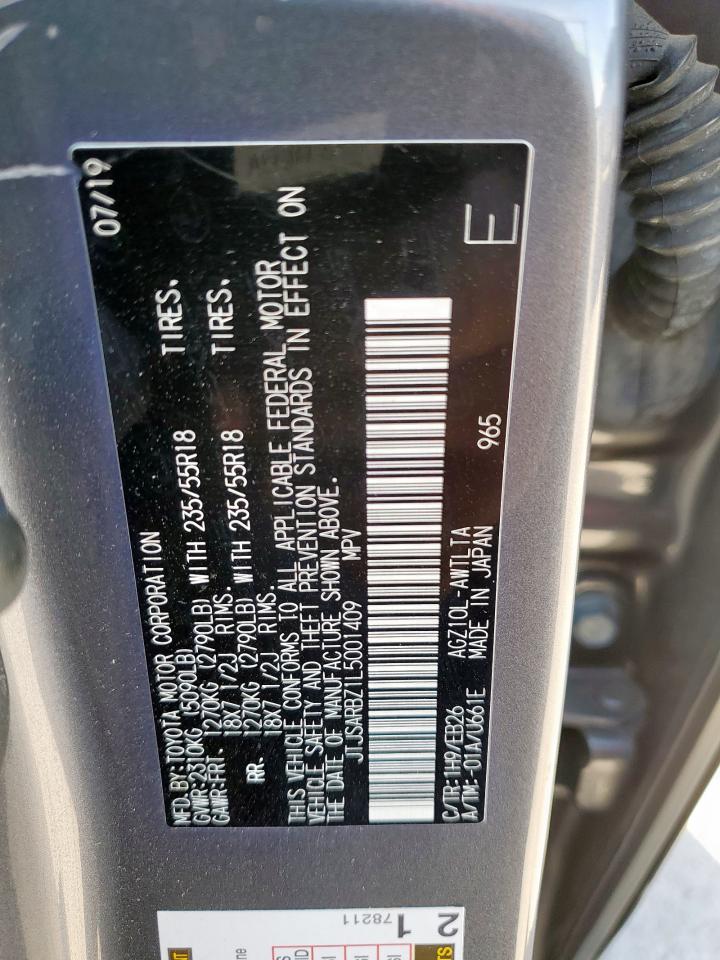 MFD. BY: TOYOTA MOTOR CORPORATION 07/19
GVWR: 2310KG (5090LB)
GAWR: FRT. 1270KG (2790LB) WITH 235/55R18 TIRES.
18X7 1/2J RIMS.
RR. 1270KG (2790LB) WITH 235/55R18 TIRES.
18X7 1/2J RIMS.
THIS VEHICLE CONFORMS TO ALL APPLICABLE FEDERAL MOTOR
VEHICLE SAFETY AND THEFT PREVENTION STANDARDS IN EFFECT ON
THE DATE OF MANUFACTURE SHOWN ABOVE.
JTJSARBZ1L5001409 MPV
C/TR: 1H9/EB26 AGZ10L-AWTLTA 965
A/TM: -01A/U661E MADE IN JAPAN
E
78211
1
2